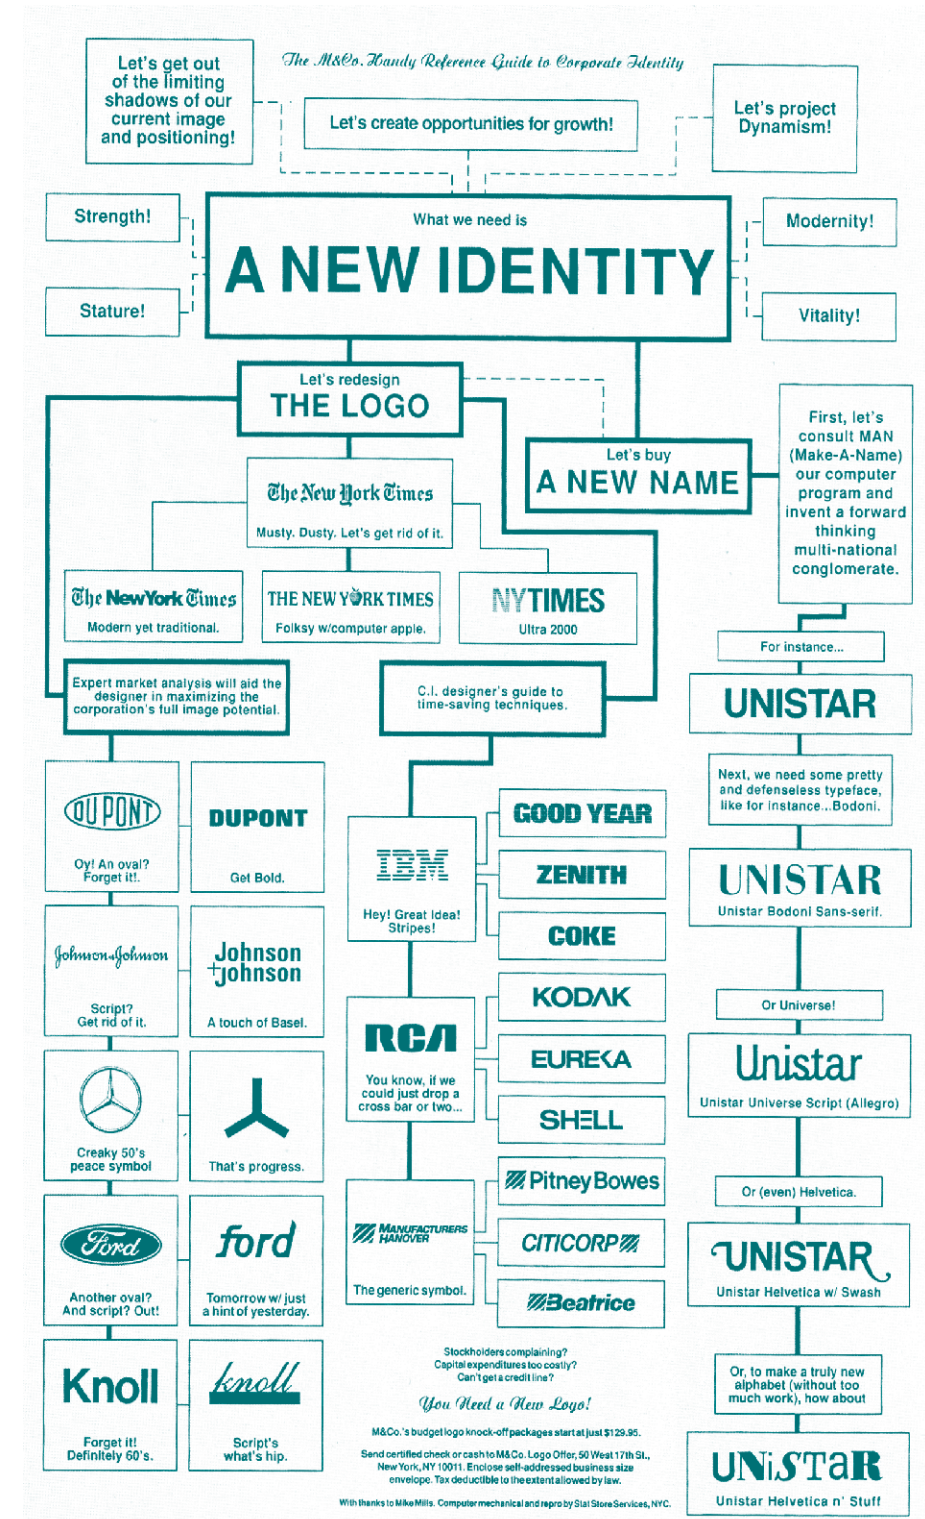 The M&Co. Handy Reference Guide to Corporate Identity
Let's get out
of the limiting
shadows of our
current image
and positioning!
Let's create opportunities for growth!
Let's project
Dynamism!
Strength!
Stature!
What we need is
A NEW IDENTITY
Modernity!
Vitality!
Let's redesign
THE LOGO
Let's buy
A NEW NAME
First, let's
consult MAN
(Make-A-Name)
our computer
program and
invent a forward
thinking
multi-national
conglomerate.
The New York Times
Musty. Dusty. Let's get rid of it.
The New York Times
Modern yet traditional.
THE NEW YORK TIMES
Folksy w/computer apple.
NYTIMES
Ultra 2000
Expert market analysis will aid the
designer in maximizing the
corporation's full image potential.
DU PONT
Oy! An oval?
Forget it!.
DUPONT
Get Bold.
Johnson & Johnson
Script?
Get rid of it.
Johnson
+johnson
A touch of Basel.
Creaky 50's
peace symbol
That's progress.
Ford
Another oval?
And script? Out!
ford
Tomorrow w/ just
a hint of yesterday.
Knoll
Forget it!
Definitely 60's.
knoll
Script's
what's hip.
C.I. designer's guide to
time-saving techniques.
IBM
Hey! Great Idea!
Stripes!
GOOD YEAR
ZENITH
COKE
RCA
You know, if we
could just drop a
cross bar or two...
KODAK
EUREKA
SHELL
MANUFACTURERS
HANOVER
The generic symbol.
Pitney Bowes
CITICORP
Beatrice
For instance...
UNISTAR
Next, we need some pretty
and defenseless typeface,
like for instance...Bodoni.
UNISTAR
Unistar Bodoni Sans-serif.
Or Universe!
Unistar
Unistar Universe Script (Allegro)
Or (even) Helvetica.
UNISTAR
Unistar Helvetica w/ Swash
Or, to make a truly new
alphabet (without too
much work), how about
UNiSTaR
Unistar Helvetica n' Stuff
Stockholders complaining?
Capital expenditures too costly?
Can't get a credit line?
You Need a New Logo!
M&Co.'s budget logo knock-off packages start at just $129.95.
Send certified check or cash to M&Co. Logo Offer, 50 West 17th St.,
New York, NY 10011. Enclose self-addressed business size
envelope. Tax deductible to the extent allowed by law.
With thanks to Mike Mills. Computer mechanical and repro by Stat Store Services, NYC.